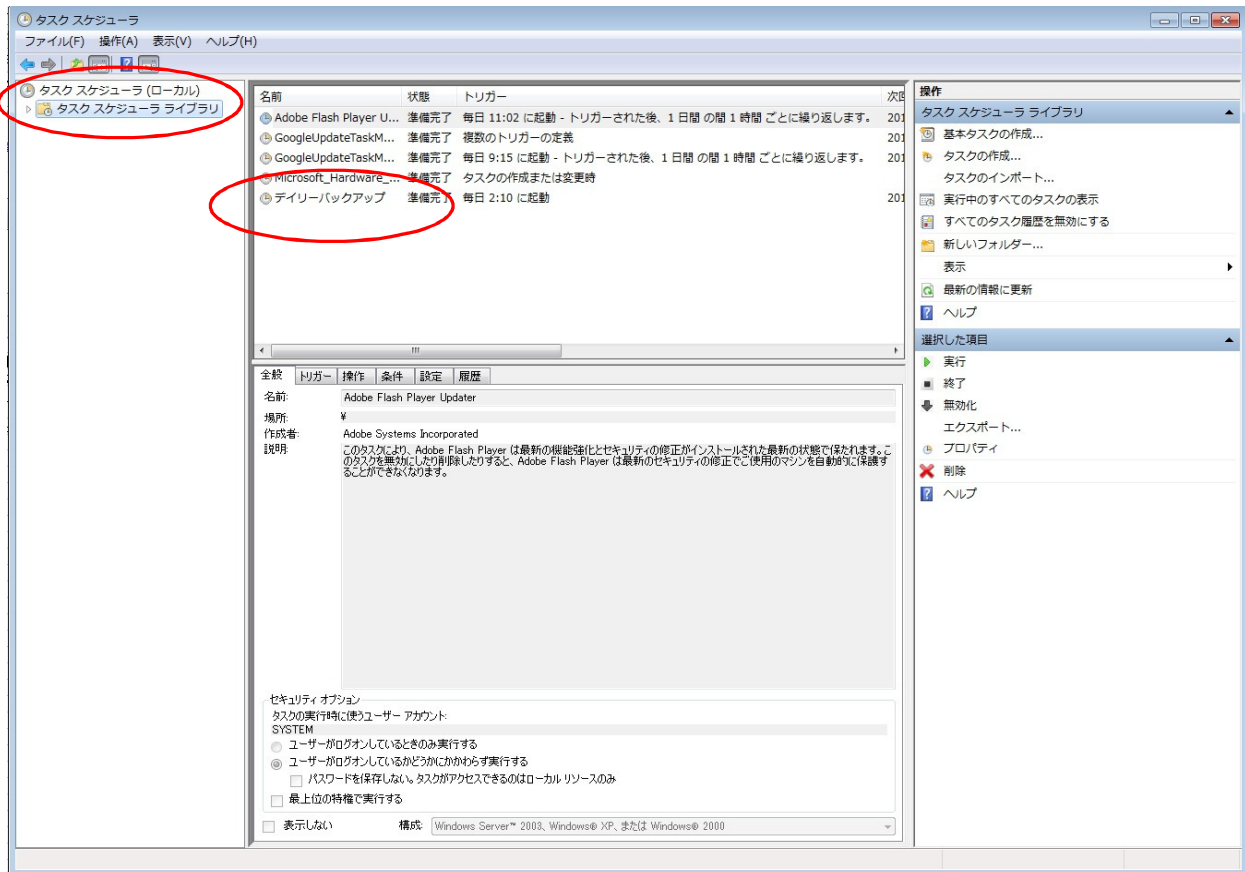 タスク スケジューラ
ファイル(F) 操作(A) 表示(V) ヘルプ(H)
タスク スケジューラ (ローカル)
タスク スケジューラ ライブラリ
名前 状態 トリガー 次回
Adobe Flash Player U... 準備完了 毎日 11:02 に起動 - トリガーされた後、1 日間 の間 1 時間 ごとに繰り返します。 201
GoogleUpdateTaskM... 準備完了 複数のトリガーの定義 201
GoogleUpdateTaskM... 準備完了 毎日 9:15 に起動 - トリガーされた後、1 日間 の間 1 時間 ごとに繰り返します。 201
Microsoft_Hardware_... 準備完了 タスクの作成または変更時
デイリーバックアップ 準備完了 毎日 2:10 に起動 201
全般 トリガー 操作 条件 設定 履歴
名前: Adobe Flash Player Updater
場所: ¥
作成者: Adobe Systems Incorporated
説明: このタスクにより、Adobe Flash Player は最新の機能強化とセキュリティの修正がインストールされた最新の状態で保たれます。こ
のタスクを無効にしたり削除したりすると、Adobe Flash Player は最新のセキュリティの修正でご使用のマシンを自動的に保護す
ることができなくなります。
セキュリティ オプション
タスクの実行時に使うユーザー アカウント:
SYSTEM
ユーザーがログオンしているときのみ実行する
ユーザーがログオンしているかどうかにかかわらず実行する
パスワードを保存しない。タスクがアクセスできるのはローカル リソースのみ
最上位の特権で実行する
表示しない 構成: Windows Server™ 2003、Windows® XP、または Windows® 2000
操作
タスク スケジューラ ライブラリ
基本タスクの作成...
タスクの作成...
タスクのインポート...
実行中のすべてのタスクの表示
すべてのタスク履歴を無効にする
新しいフォルダー...
表示
最新の情報に更新
ヘルプ
選択した項目
実行
終了
無効化
エクスポート...
プロパティ
削除
ヘルプ